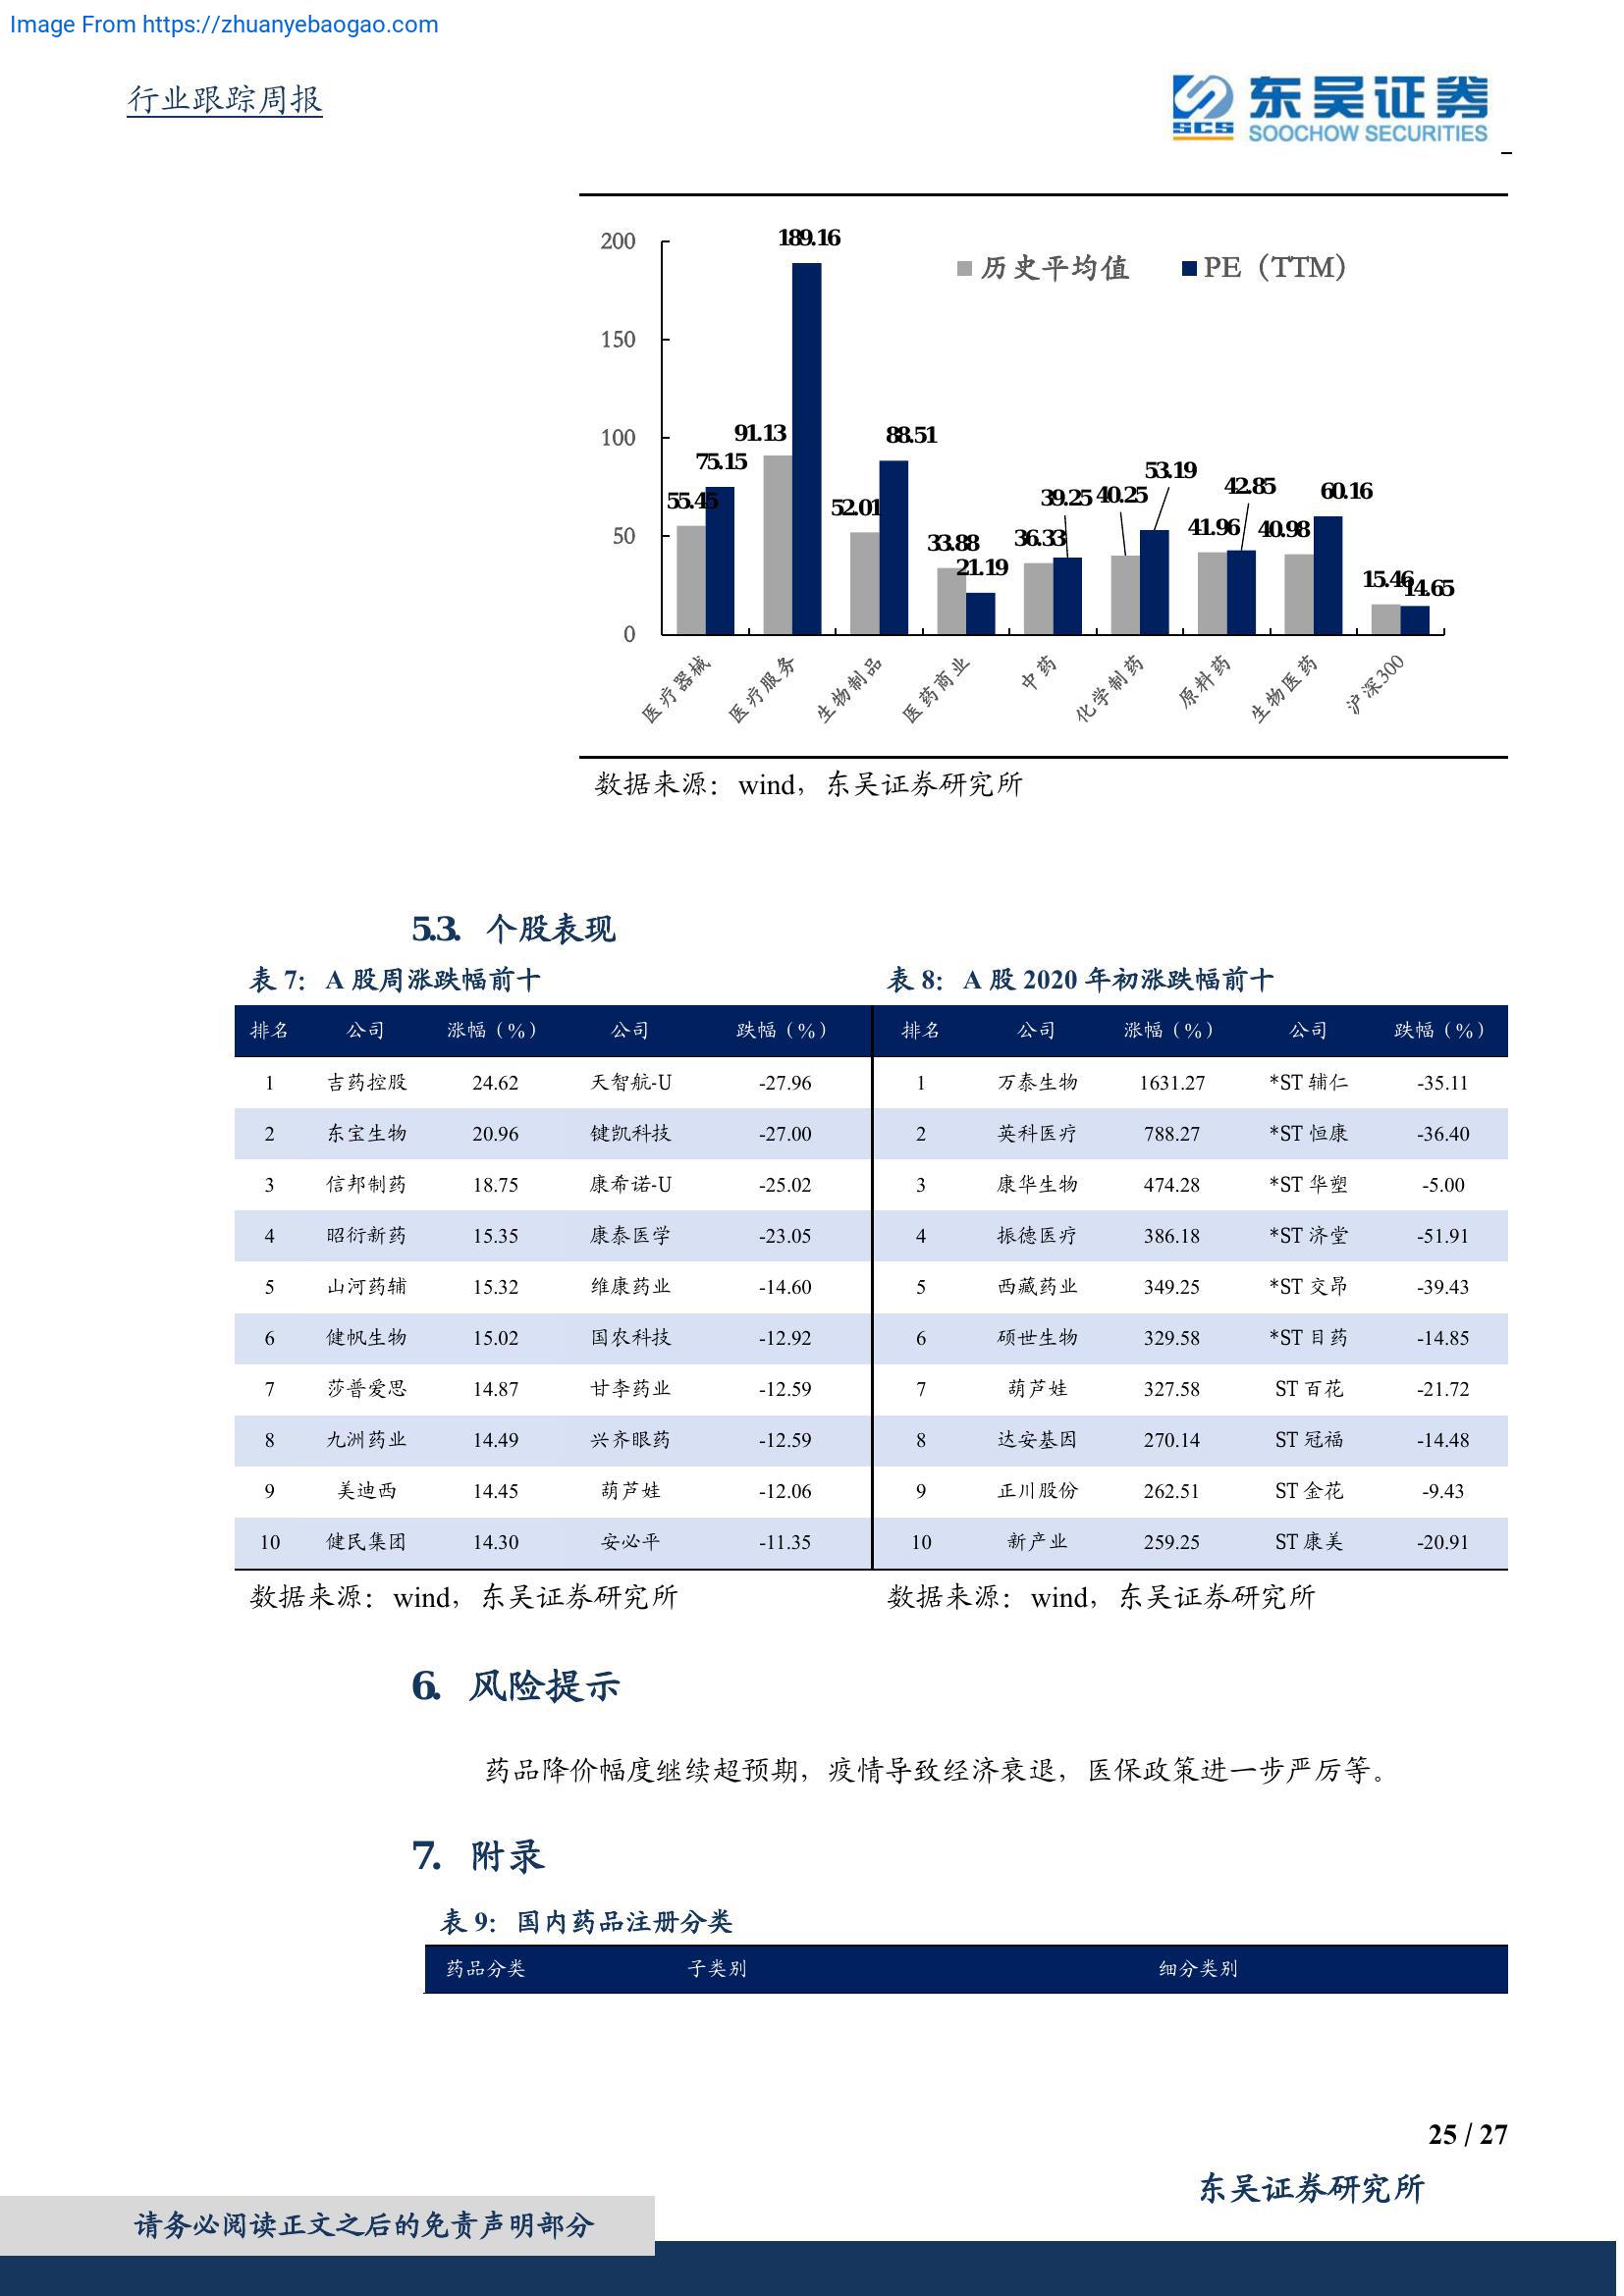 Image From https://zhuanyebaogao.com
行业跟踪周报
东吴证券
SCS
SOOCHOW SECURITIES
200
150
100
50
0
历史平均值 PE（TTM）
55.45 75.15
91.13 189.16
52.01 88.51
33.88 21.19
36.33 39.25
40.25 53.19
41.96 42.85
40.98 60.16
15.46 14.65
医疗器械 医疗服务 生物制品 医药商业 中药 化学制药 原料药 生物医药 沪深300
数据来源：wind，东吴证券研究所
5.3. 个股表现
表 7：A 股周涨跌幅前十 表 8：A 股 2020 年初涨跌幅前十
排名 公司 涨幅（%） 公司 跌幅（%） 排名 公司 涨幅（%） 公司 跌幅（%）
1 吉药控股 24.62 天智航-U -27.96 1 万泰生物 1631.27 *ST 辅仁 -35.11
2 东宝生物 20.96 键凯科技 -27.00 2 英科医疗 788.27 *ST 恒康 -36.40
3 信邦制药 18.75 康希诺-U -25.02 3 康华生物 474.28 *ST 华塑 -5.00
4 昭衍新药 15.35 康泰医学 -23.05 4 振德医疗 386.18 *ST 济堂 -51.91
5 山河药辅 15.32 维康药业 -14.60 5 西藏药业 349.25 *ST 交昂 -39.43
6 健帆生物 15.02 国农科技 -12.92 6 硕世生物 329.58 *ST 目药 -14.85
7 莎普爱思 14.87 甘李药业 -12.59 7 葫芦娃 327.58 ST 百花 -21.72
8 九洲药业 14.49 兴齐眼药 -12.59 8 达安基因 270.14 ST 冠福 -14.48
9 美迪西 14.45 葫芦娃 -12.06 9 正川股份 262.51 ST 金花 -9.43
10 健民集团 14.30 安必平 -11.35 10 新产业 259.25 ST 康美 -20.91
数据来源：wind，东吴证券研究所 数据来源：wind，东吴证券研究所
6. 风险提示
药品降价幅度继续超预期，疫情导致经济衰退，医保政策进一步严厉等。
7. 附录
表 9：国内药品注册分类
药品分类 子类别 细分类别
25 / 27
东吴证券研究所
请务必阅读正文之后的免责声明部分